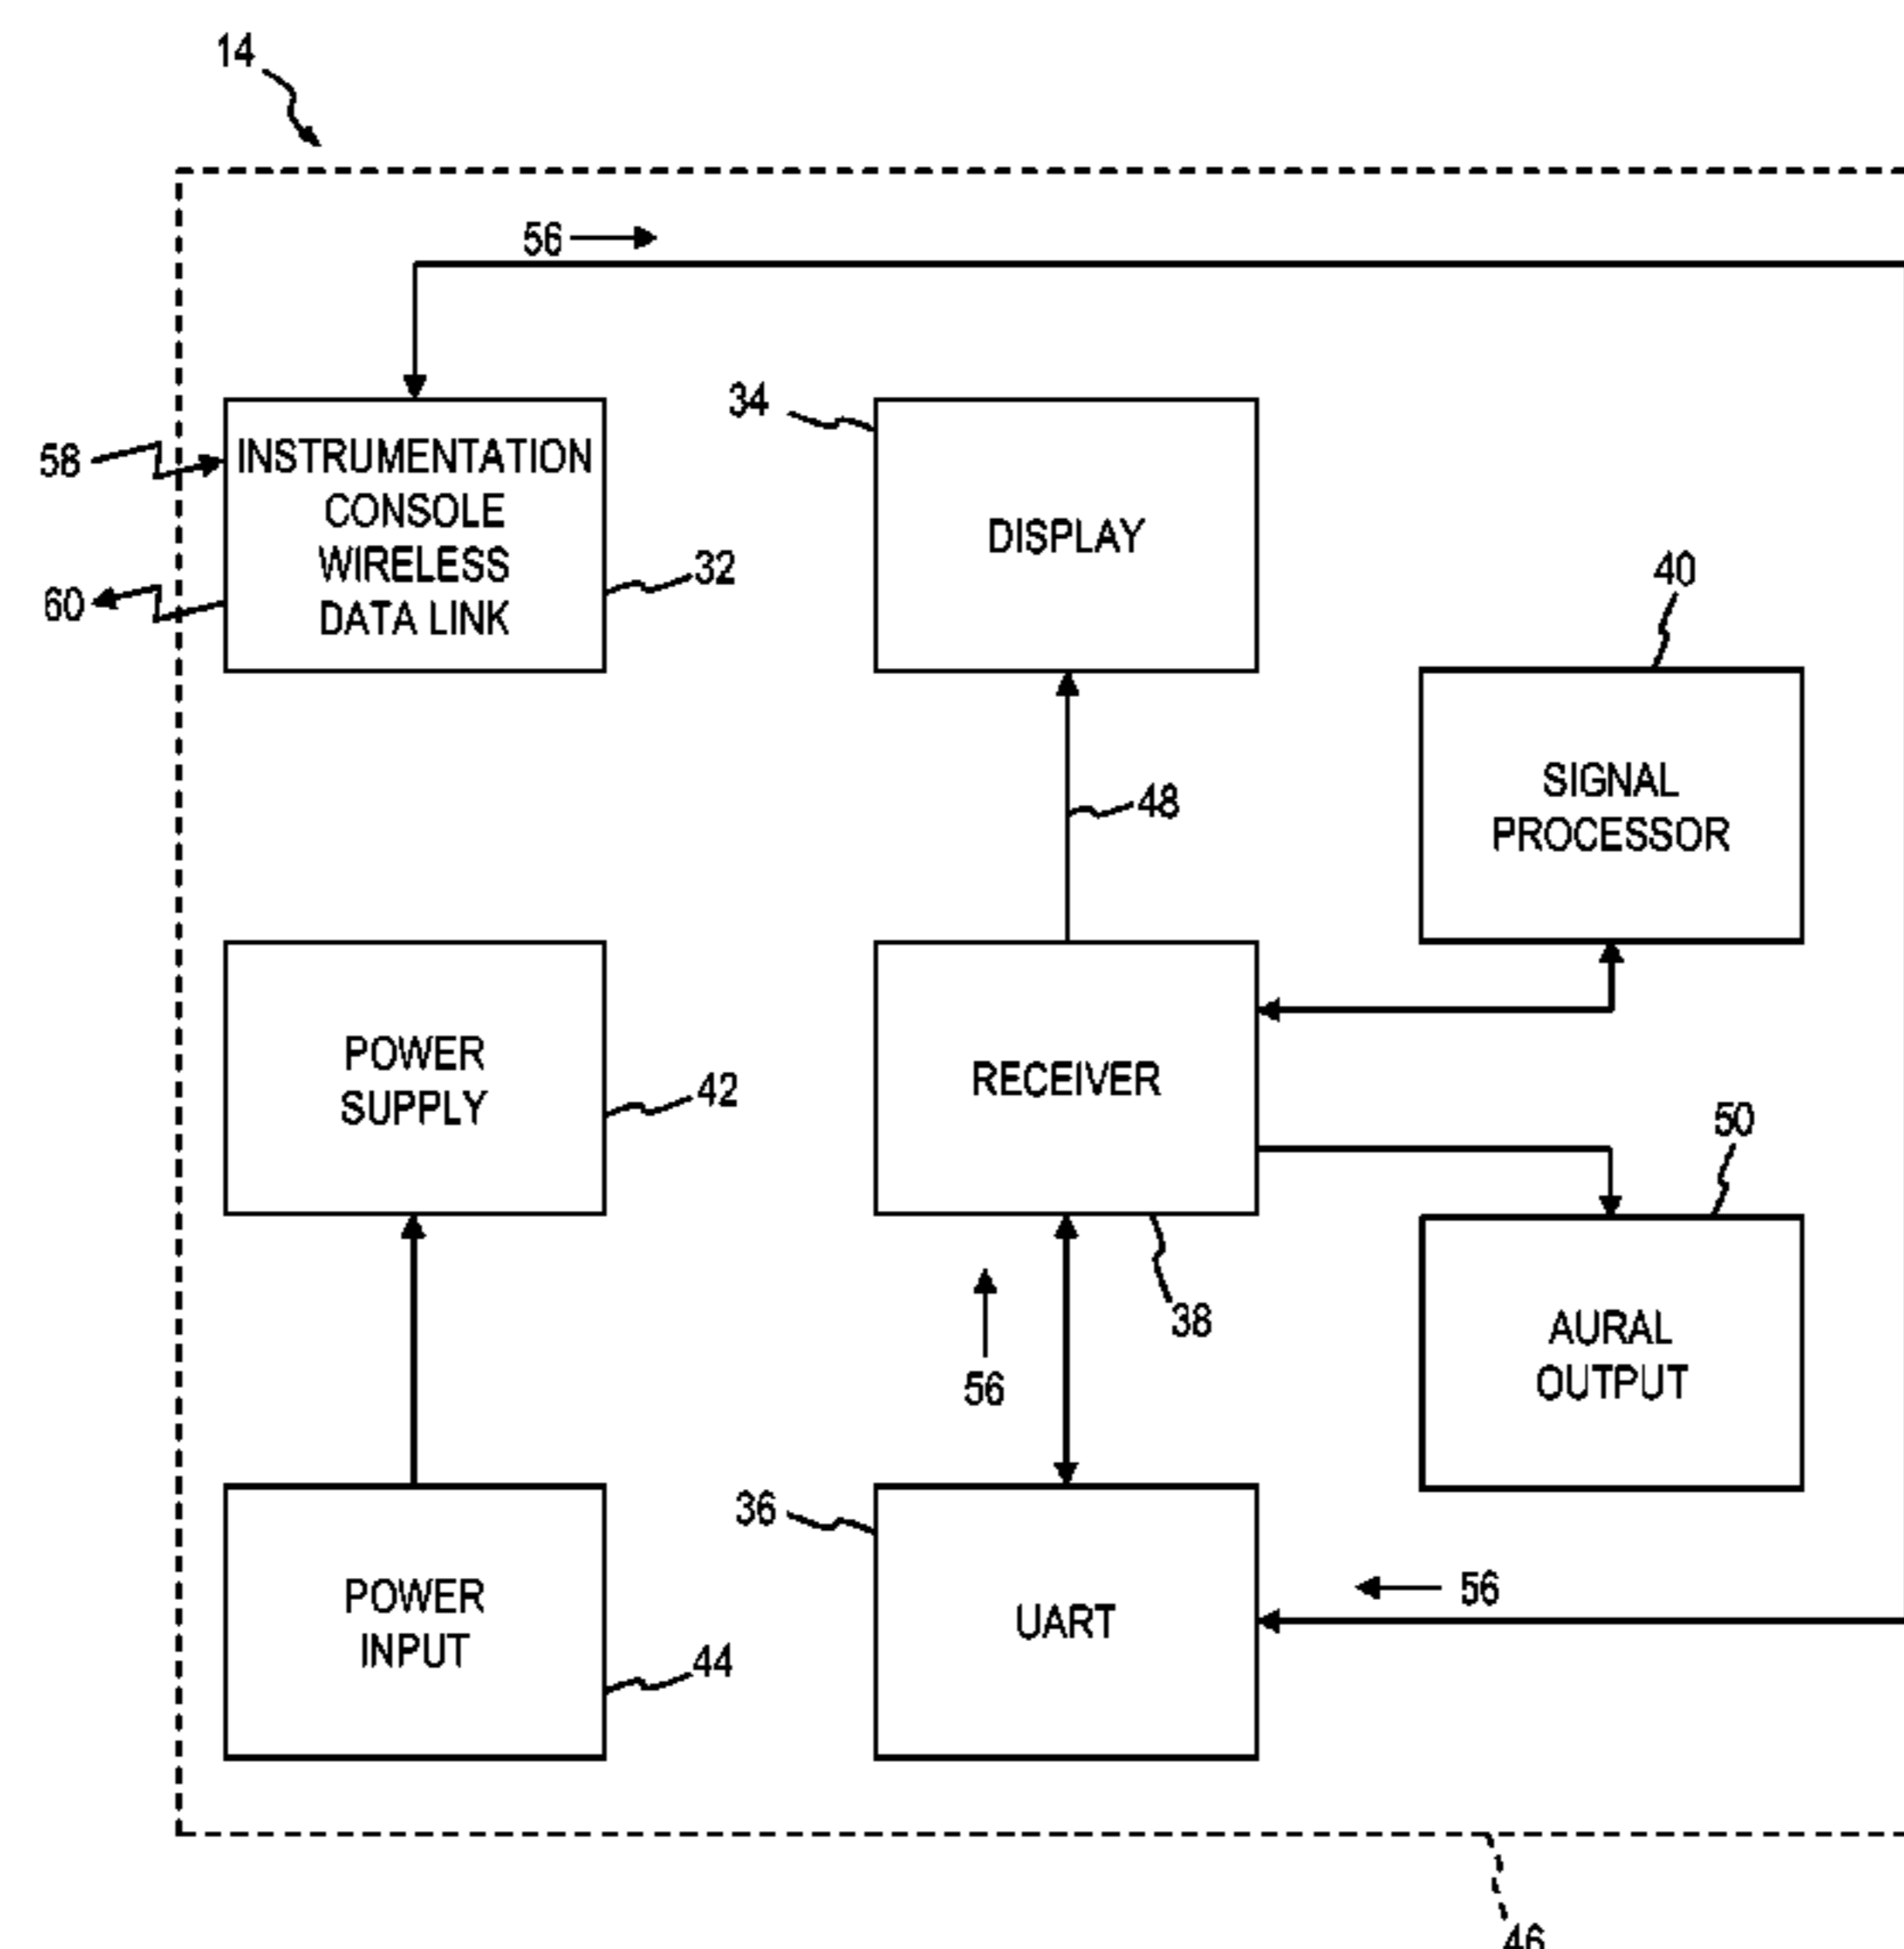 14
56
58
INSTRUMENTATION
CONSOLE
WIRELESS
DATA LINK
60
32
34
DISPLAY
40
SIGNAL
PROCESSOR
48
POWER
SUPPLY
42
RECEIVER
38
50
AURAL
OUTPUT
56
36
UART
56
POWER
INPUT
44
46